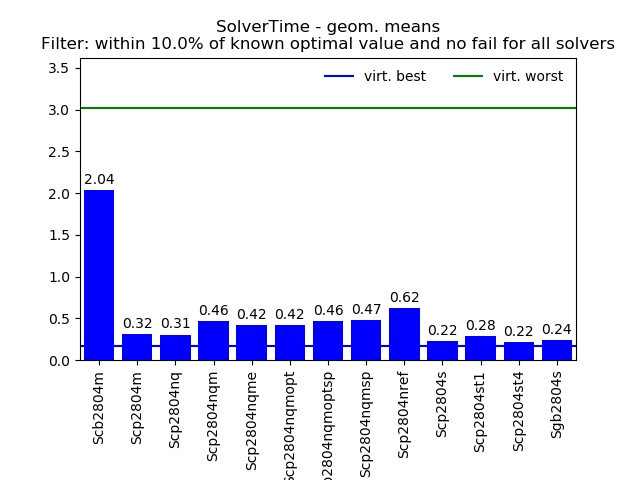 SolverTime - geom. means
Filter: within 10.0% of known optimal value and no fail for all solvers
virt. best
virt. worst
3.5
3.0
2.5
2.0
1.5
1.0
0.5
0.0
2.04
0.32
0.31
0.46
0.42
0.42
0.46
0.47
0.62
0.22
0.28
0.22
0.24
Scb2804m
Scp2804m
Scp2804nq
Scp2804nqm
Scp2804nqme
Scp2804nqmopt
p2804nqmoptsp
Scp2804nqmsp
Scp2804nref
Scp2804s
Scp2804st1
Scp2804st4
Sgb2804s